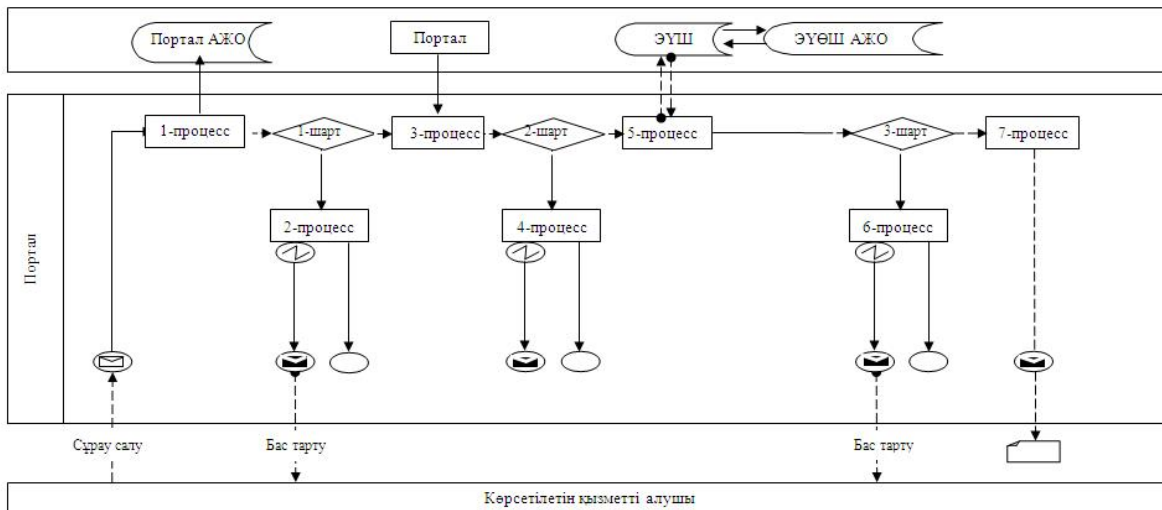 Портал АЖО
Портал
ЭҮШ
ЭҮӨШ АЖО
1-процесс
1-шарт
3-процесс
2-шарт
5-процесс
3-шарт
7-процесс
2-процесс
4-процесс
6-процесс
Портал
Сұрау салу
Бас тарту
Бас тарту
Көрсетілетін қызметті алушы